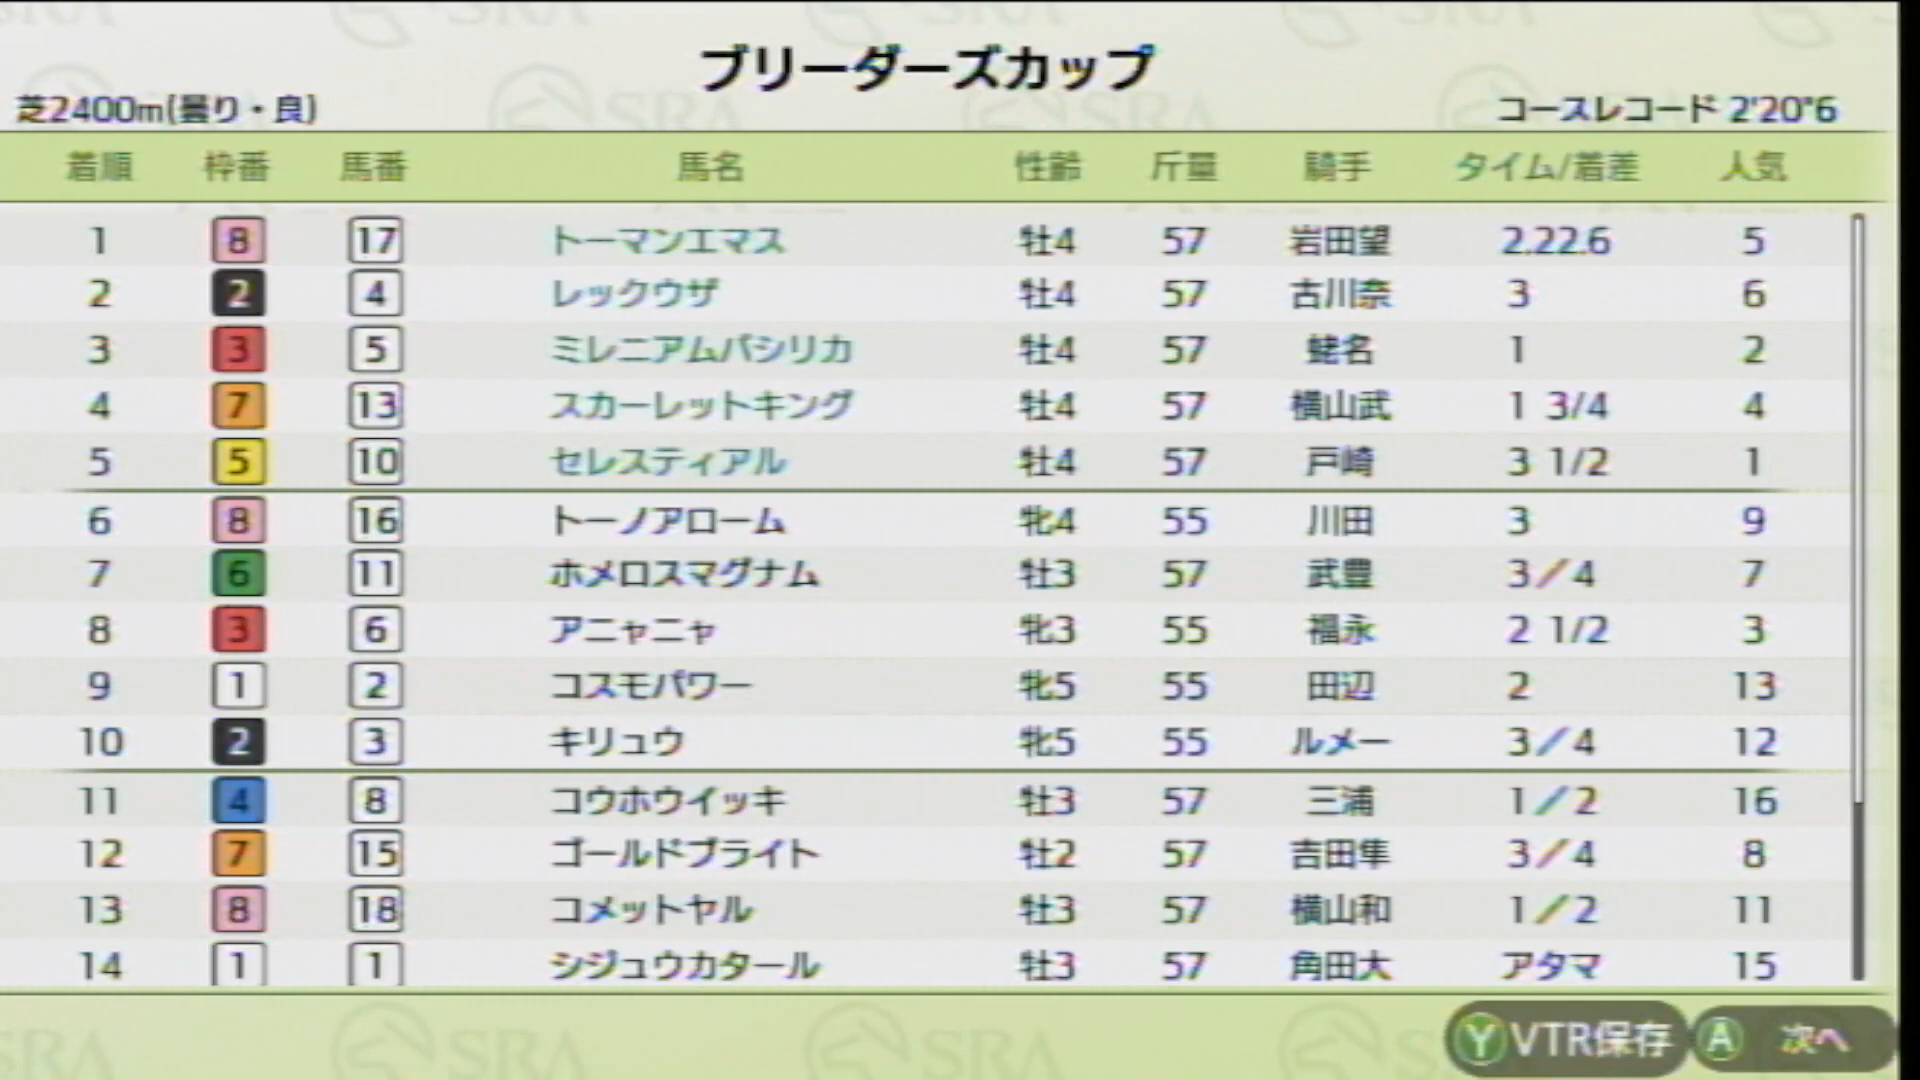 ブリーダーズカップ
芝2400m(曇り・良) コースレコード 2'20"6
着順 枠番 馬番 馬名 性齢 斤量 騎手 タイム/着差 人気
1 8 17 トーマンエマス 牡4 57 岩田望 2.22.6 5
2 2 4 レックウザ 牡4 57 古川奈 3 6
3 3 5 ミレニアムバシリカ 牡4 57 蛯名 1 2
4 7 13 スカーレットキング 牡4 57 横山武 1 3/4 4
5 5 10 セレスティアル 牡4 57 戸崎 3 1/2 1
6 8 16 トーノアローム 牝4 55 川田 3 9
7 6 11 ホメロスマグナム 牡3 57 武豊 3/4 7
8 3 6 アニャニャ 牝3 55 福永 2 1/2 3
9 1 2 コスモパワー 牝5 55 田辺 2 13
10 2 3 キリュウ 牝5 55 ルメー 3/4 12
11 4 8 コウホウイッキ 牡3 57 三浦 1/2 16
12 7 15 ゴールドブライト 牡2 57 吉田隼 3/4 8
13 8 18 コメットヤル 牡3 57 横山和 1/2 11
14 1 1 シジュウカタール 牡3 57 角田大 アタマ 15
SRA SRA SRA
Y VTR保存 A 次へ